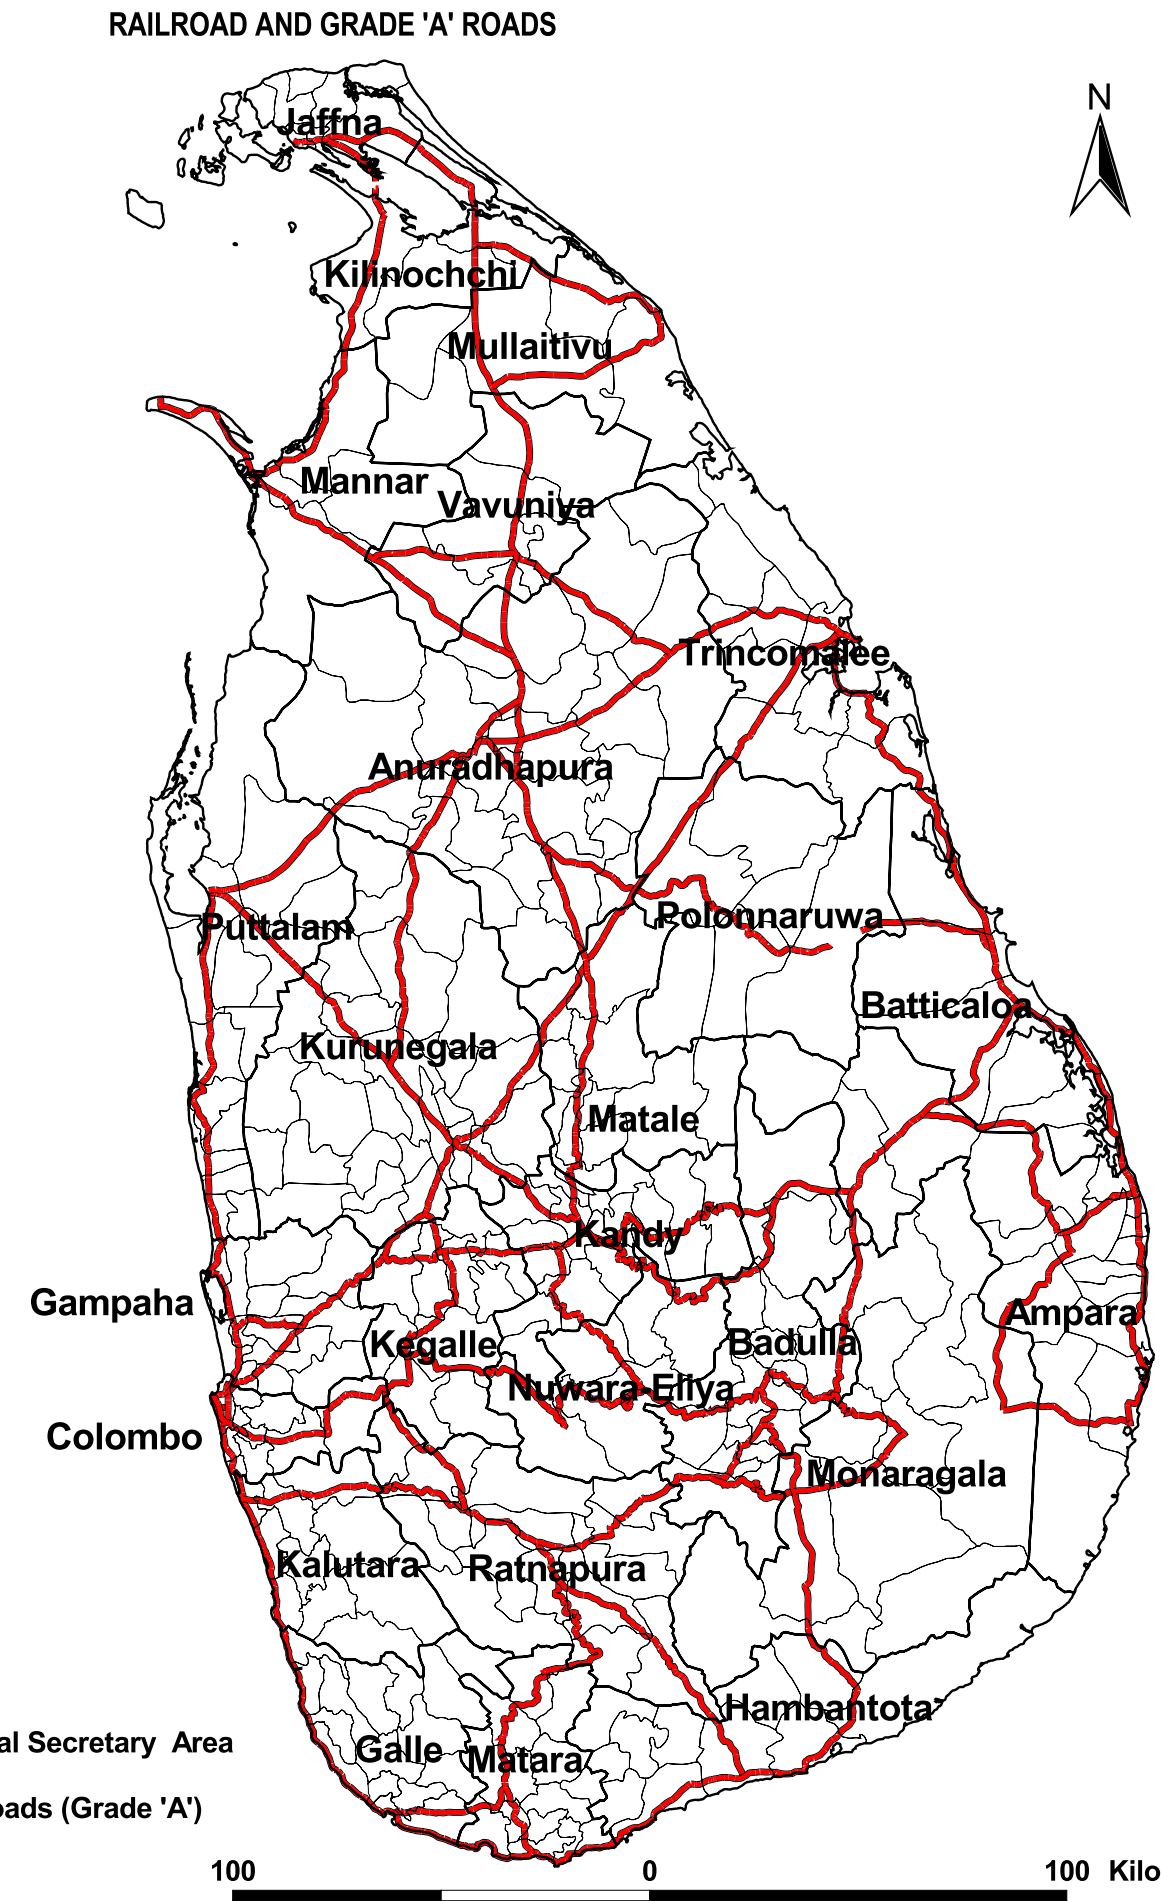 RAILROAD AND GRADE 'A' ROADS
N
Jaffna
Kilinochchi
Mullaitivu
Mannar
Vavuniya
Trincomalee
Anuradhapura
Polonnaruwa
Puttalam
Batticaloa
Kurunegala
Matale
Kandy
Gampaha
Ampara
Kegalle
Badulla
Nuwara-Eliya
Colombo
Monaragala
Kalutara
Ratnapura
Hambantota
al Secretary Area
Galle
Matara
oads (Grade 'A')
100 0 100 Kilo